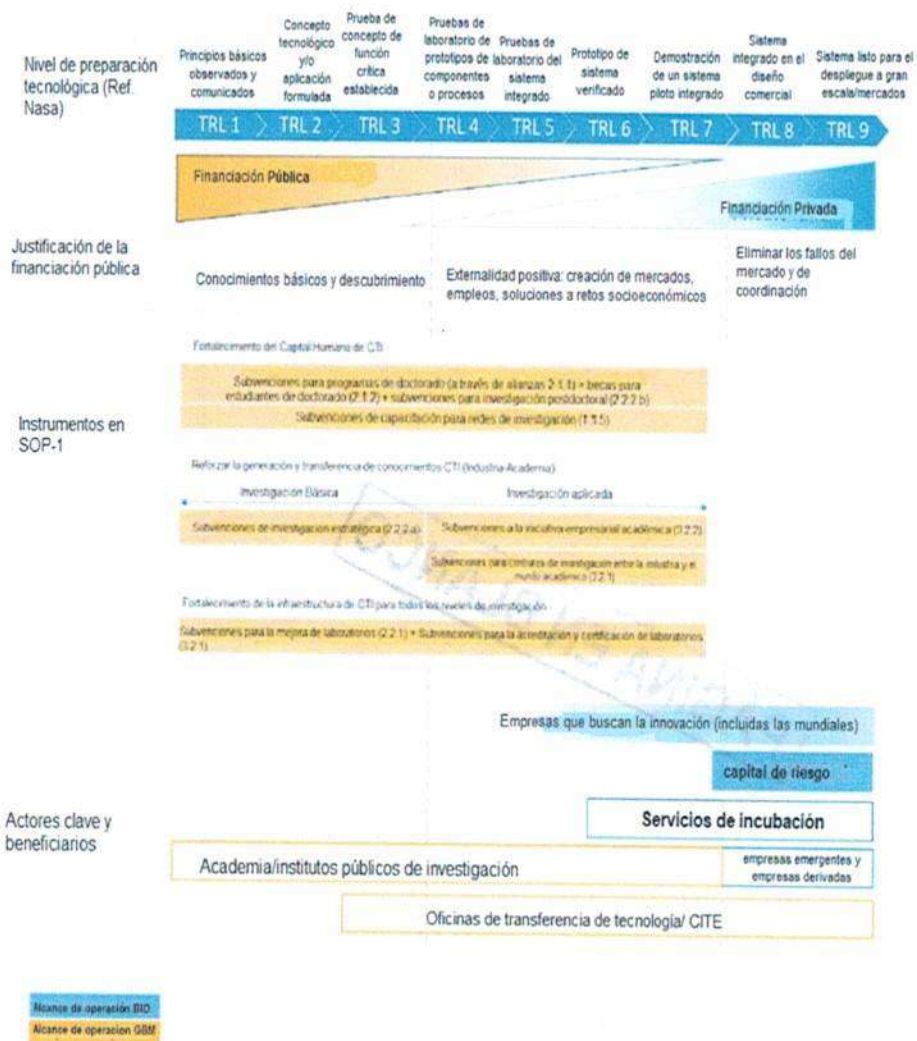 Nivel de preparación
tecnológica (Ref.
Nasa)
Principios básicos
observados y
comunicados
Concepto
tecnológico
y/o
aplicación
formulada
Prueba de
concepto de
función
crítica
establecida
Pruebas de
laboratorio de
prototipos de
componentes
o procesos
Pruebas de
laboratorio del
sistema
integrado
Prototipo de
sistema
verificado
Demostración
de un sistema
piloto integrado
Sistema
integrado en el
diseño
comercial
Sistema listo para el
despliegue a gran
escala/mercados
TRL 1 TRL 2 TRL 3 TRL 4 TRL 5 TRL 6 TRL 7 TRL 8 TRL 9
Financiación Pública
Financiación Privada
Justificación de la
financiación pública
Conocimientos básicos y descubrimiento
Externalidad positiva: creación de mercados,
empleos, soluciones a retos socioeconómicos
Eliminar los fallos del
mercado y de
coordinación
Instrumentos en
SOP-1
Fortalecimiento del Capital Humano de CTI
Subvenciones para programas de doctorado (a través de alianzas 2.1.1) + becas para
estudiantes de doctorado (2.1.2) + subvenciones para investigación postdoctoral (2.2.2.b)
Subvenciones de capacitación para redes de investigación (1.1.5)
Reforzar la generación y transferencia de conocimientos CTI (Industria-Academia)
Investigación Básica
Investigación aplicada
Subvenciones de investigación estratégica (2.2.2.a)
Subvenciones a la iniciativa empresarial académica (3.2.2)
Subvenciones para centros de investigación entre la industria y el
mundo académico (3.2.1)
Fortalecimiento de la infraestructura de CTI para todos los niveles de investigación
Subvenciones para la mejora de laboratorios (2.2.1) + Subvenciones para la acreditación y certificación de laboratorios
(3.2.1)
PAGINA EN BLANCO
Empresas que buscan la innovación (incluidas las mundiales)
capital de riesgo
Servicios de incubación
Actores clave y
beneficiarios
Academia/institutos públicos de investigación
empresas emergentes y
empresas derivadas
Oficinas de transferencia de tecnología/ CITE
Alcance de operación BID
Alcance de operacion GBM